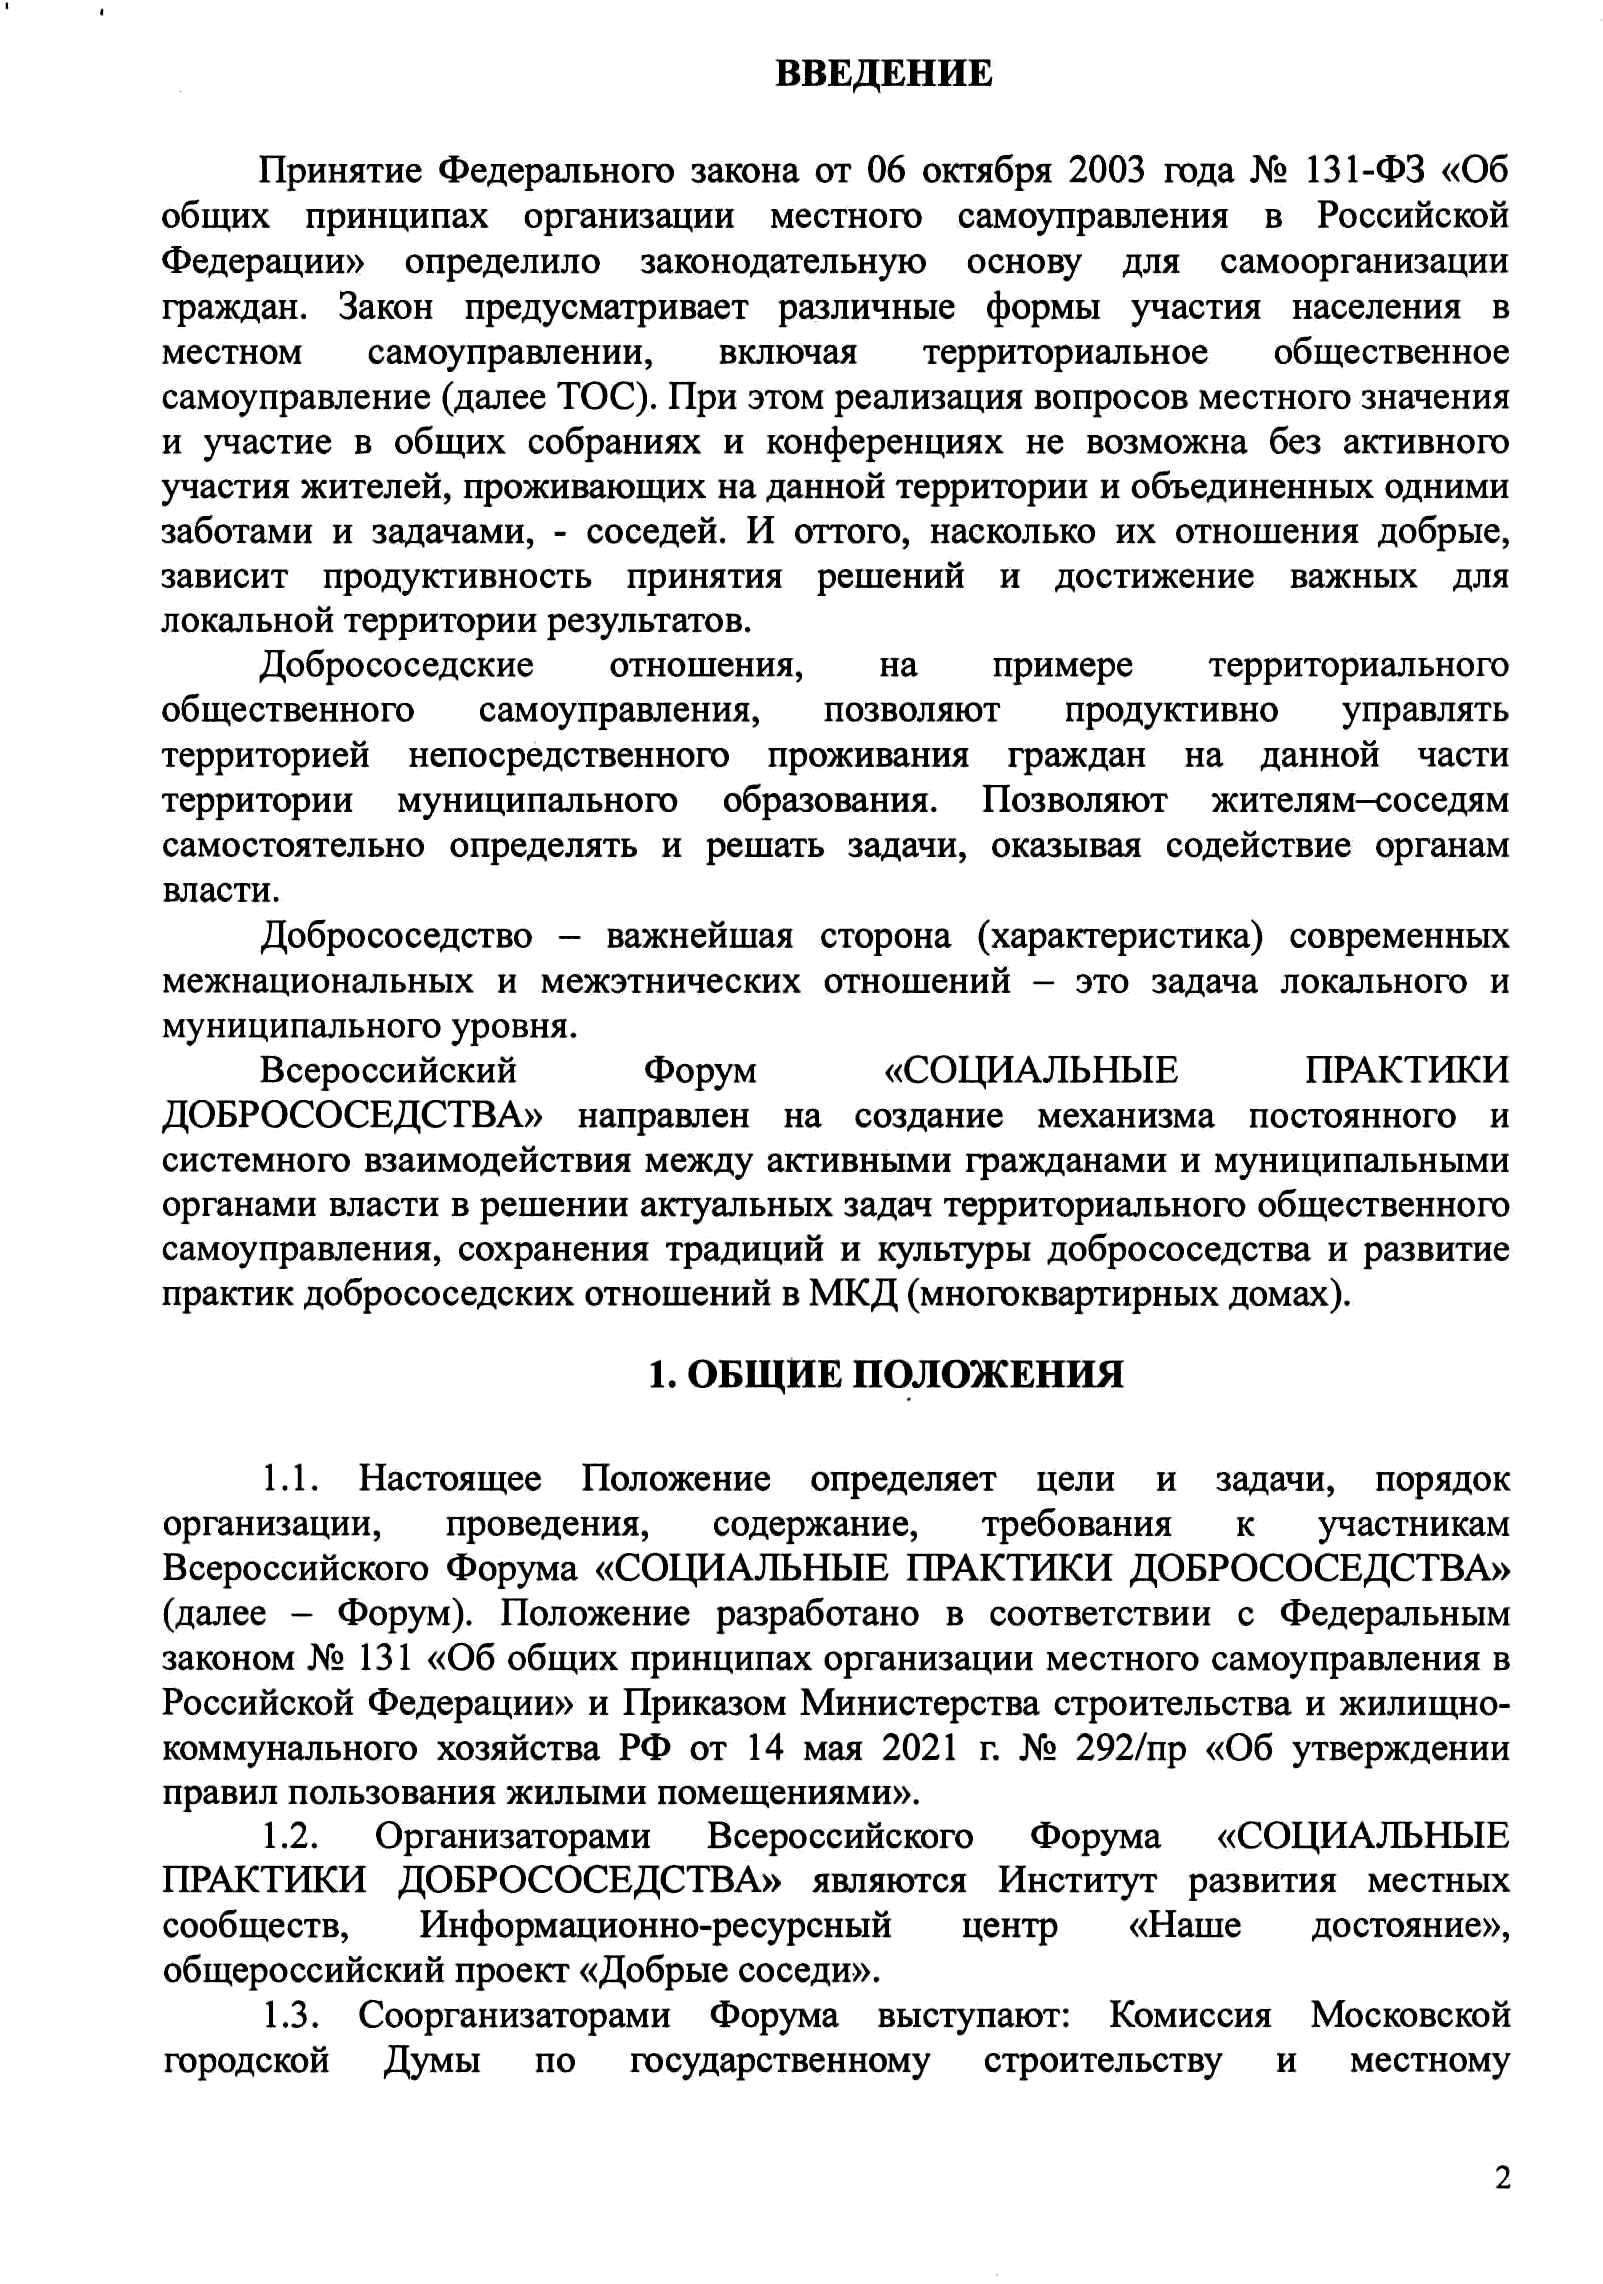 ВВЕДЕНИЕ
Принятие Федерального закона от 06 октября 2003 года № 131-ФЗ «Об
общих принципах организации местного самоуправления в Российской
Федерации» определило законодательную основу для самоорганизации
граждан. Закон предусматривает различные формы участия населения в
местном самоуправлении, включая территориальное общественное
самоуправление (далее ТОС). При этом реализация вопросов местного значения
и участие в общих собраниях и конференциях не возможна без активного
участия жителей, проживающих на данной территории и объединенных одними
заботами и задачами, - соседей. И оттого, насколько их отношения добрые,
зависит продуктивность принятия решений и достижение важных для
локальной территории результатов.
Добрососедские отношения, на примере территориального
общественного самоуправления, позволяют продуктивно управлять
территорией непосредственного проживания граждан на данной части
территории муниципального образования. Позволяют жителям–соседям
самостоятельно определять и решать задачи, оказывая содействие органам
власти.
Добрососедство – важнейшая сторона (характеристика) современных
межнациональных и межэтнических отношений – это задача локального и
муниципального уровня.
Всероссийский Форум «СОЦИАЛЬНЫЕ ПРАКТИКИ
ДОБРОСОСЕДСТВА» направлен на создание механизма постоянного и
системного взаимодействия между активными гражданами и муниципальными
органами власти в решении актуальных задач территориального общественного
самоуправления, сохранения традиций и культуры добрососедства и развитие
практик добрососедских отношений в МКД (многоквартирных домах).
1. ОБЩИЕ ПОЛОЖЕНИЯ
1.1. Настоящее Положение определяет цели и задачи, порядок
организации, проведения, содержание, требования к участникам
Всероссийского Форума «СОЦИАЛЬНЫЕ ПРАКТИКИ ДОБРОСОСЕДСТВА»
(далее – Форум). Положение разработано в соответствии с Федеральным
законом № 131 «Об общих принципах организации местного самоуправления в
Российской Федерации» и Приказом Министерства строительства и жилищно-
коммунального хозяйства РФ от 14 мая 2021 г. № 292/пр «Об утверждении
правил пользования жилыми помещениями».
1.2. Организаторами Всероссийского Форума «СОЦИАЛЬНЫЕ
ПРАКТИКИ ДОБРОСОСЕДСТВА» являются Институт развития местных
сообществ, Информационно-ресурсный центр «Наше достояние»,
общероссийский проект «Добрые соседи».
1.3. Соорганизаторами Форума выступают: Комиссия Московской
городской Думы по государственному строительству и местному
2